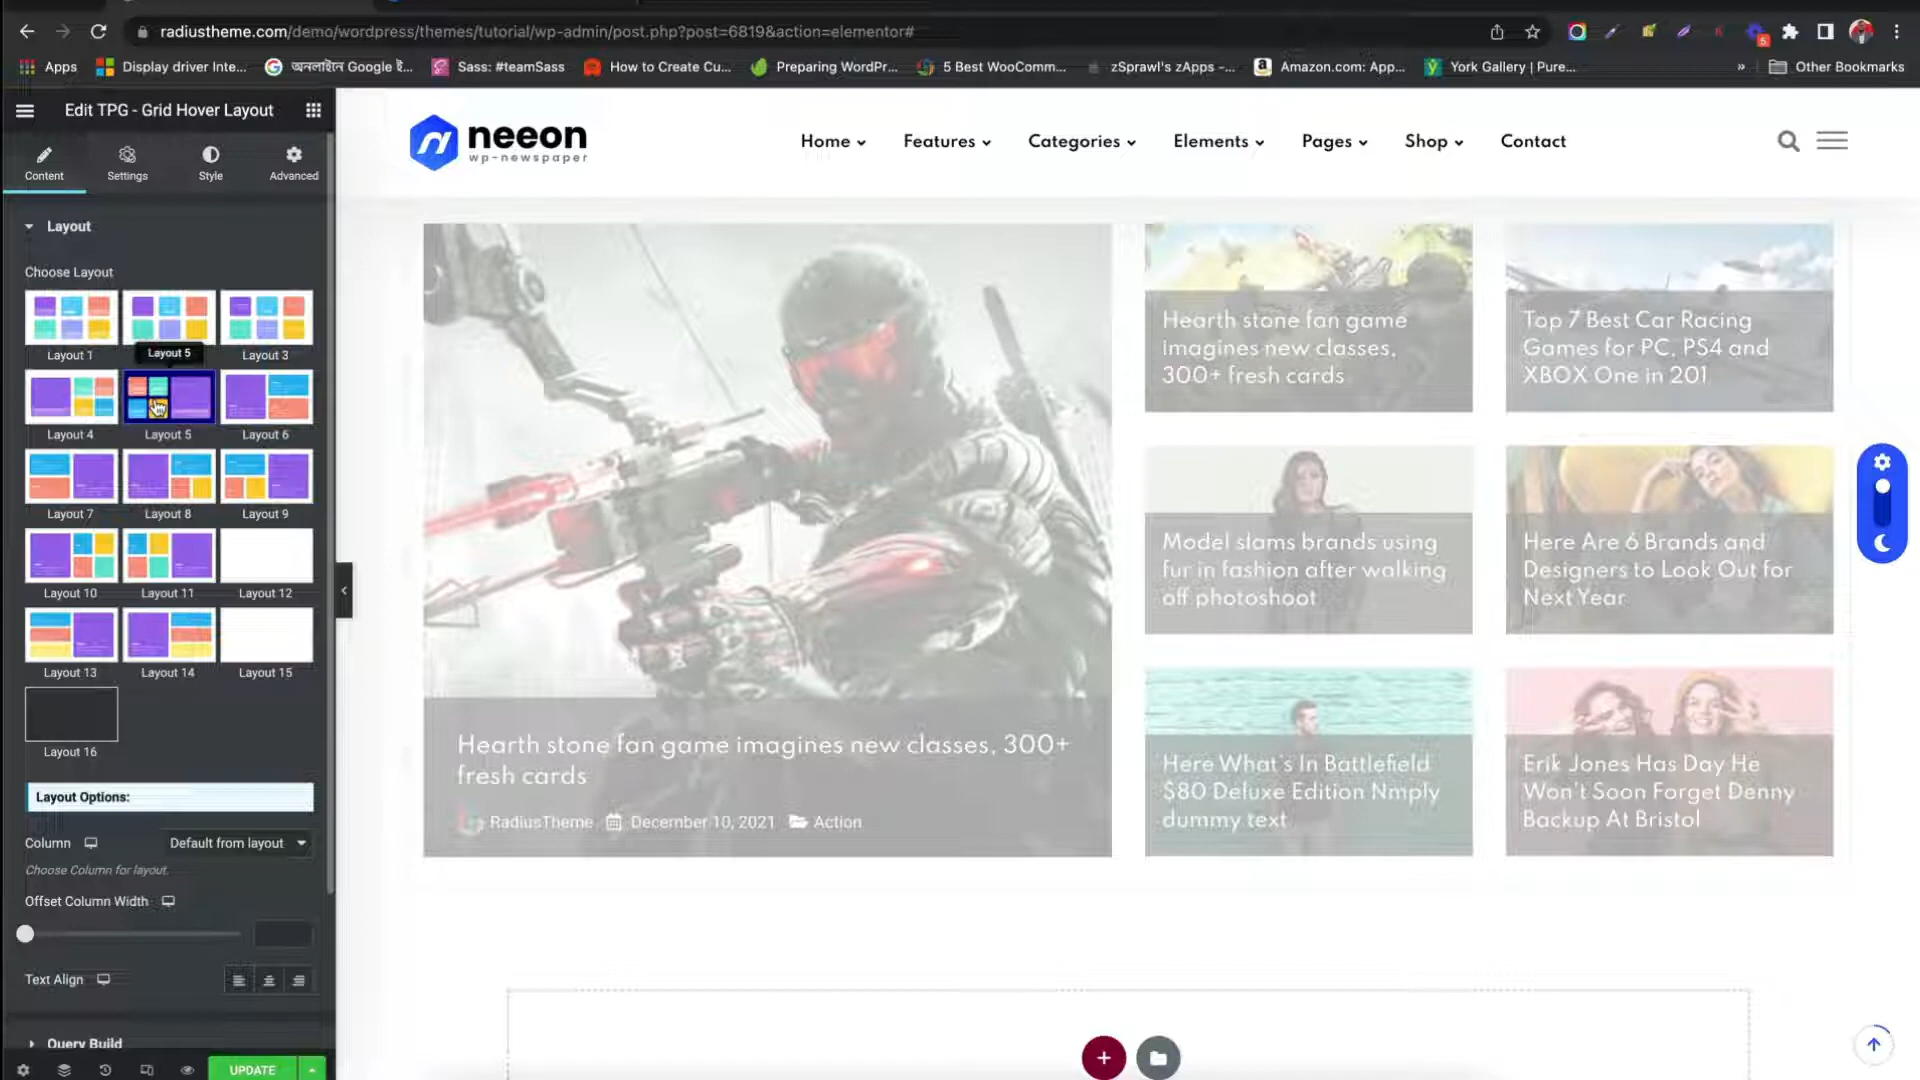 radiustheme.com/demo/wordpress/themes/tutorial/wp-admin/post.php?post=6819&action=elementor#
5
Apps
Display driver Inte...
অনলাইনে Google ই...
Sass: #teamSass
How to Create Cu...
Preparing WordPr...
5 Best WooComm...
zSprawl's zApps -...
Amazon.com: App...
York Gallery | Pure...
»
Other Bookmarks
Edit TPG - Grid Hover Layout
Content
Settings
Style
Advanced
Layout
Choose Layout
Layout 1
Layout 5
Layout 3
Layout 4
Layout 5
Layout 6
Layout 7
Layout 8
Layout 9
Layout 10
Layout 11
Layout 12
Layout 13
Layout 14
Layout 15
Layout 16
Layout Options:
Column
Default from layout
Choose Column for layout.
Offset Column Width
Text Align
Query Build
UPDATE
neeon
wp-newspaper
Home
Features
Categories
Elements
Pages
Shop
Contact
Hearth stone fan game imagines new classes, 300+
fresh cards
RadiusTheme
December 10, 2021
Action
Hearth stone fan game
imagines new classes,
300+ fresh cards
Top 7 Best Car Racing
Games for PC, PS4 and
XBOX One in 201
Model slams brands using
fur in fashion after walking
off photoshoot
Here Are 6 Brands and
Designers to Look Out for
Next Year
Here What's In Battlefield
$80 Deluxe Edition Nmply
dummy text
Erik Jones Has Day He
Won't Soon Forget Denny
Backup At Bristol